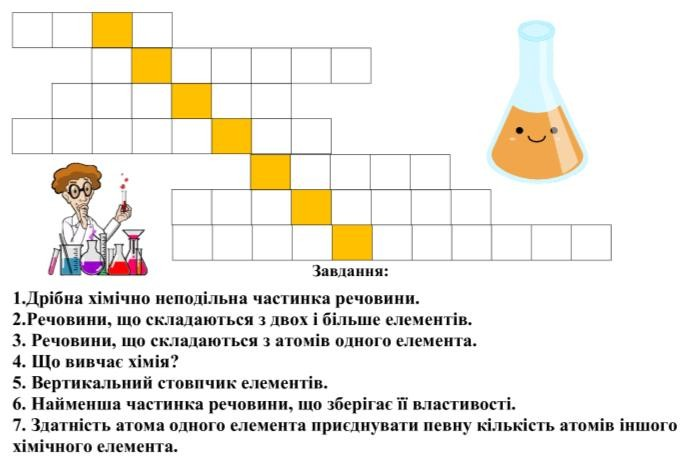 Завдання:
1.Дрібна хімічно неподільна частинка речовини.
2.Речовини, що складаються з двох і більше елементів.
3. Речовини, що складаються з атомів одного елемента.
4. Що вивчає хімія?
5. Вертикальний стовпчик елементів.
6. Найменша частинка речовини, що зберігає її властивості.
7. Здатність атома одного елемента приєднувати певну кількість атомів іншого
хімічного елемента.